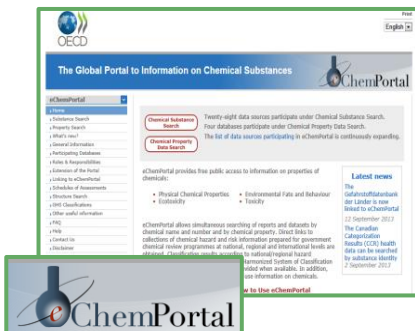 Print
English
OECD
The Global Portal to Information on Chemical Substances
eChemPortal
eChemPortal
Home
Substance Search
Property Search
What's new?
General Information
Participating Databases
Roles & Responsibilities
Extension of the Portal
Linking to eChemPortal
Schedules of Assessments
Structure Search
GHS Classifications
Other useful information
FAQ
Help
Contact Us
Disclaimer
Chemical Substance
Search
Chemical Property
Data Search
Twenty-eight data sources participate under Chemical Substance Search.
Four databases participate under Chemical Property Data Search.
The list of data sources participating in eChemPortal is continuously expanding.
eChemPortal provides free public access to information on properties of
chemicals:
• Physical Chemical Properties
• Ecotoxicity
• Environmental Fate and Behaviour
• Toxicity
eChemPortal allows simultaneous searching of reports and datasets by
chemical name and number and by chemical property. Direct links to
collections of chemical hazard and risk information prepared for government
chemical review programmes at national, regional and international levels are
obtained. Classification results according to national/regional hazard
armonized System of Classification
vided when available. In addition,
use information on chemicals.
w to Use eChemPortal
Latest news
The
Gefahrstoffdatenbank
der Länder is now
linked to eChemPortal
12 September 2013
The Canadian
Categorization
Results (CCR) health
data can be searched
by substance identity
2 September 2013
eChemPortal